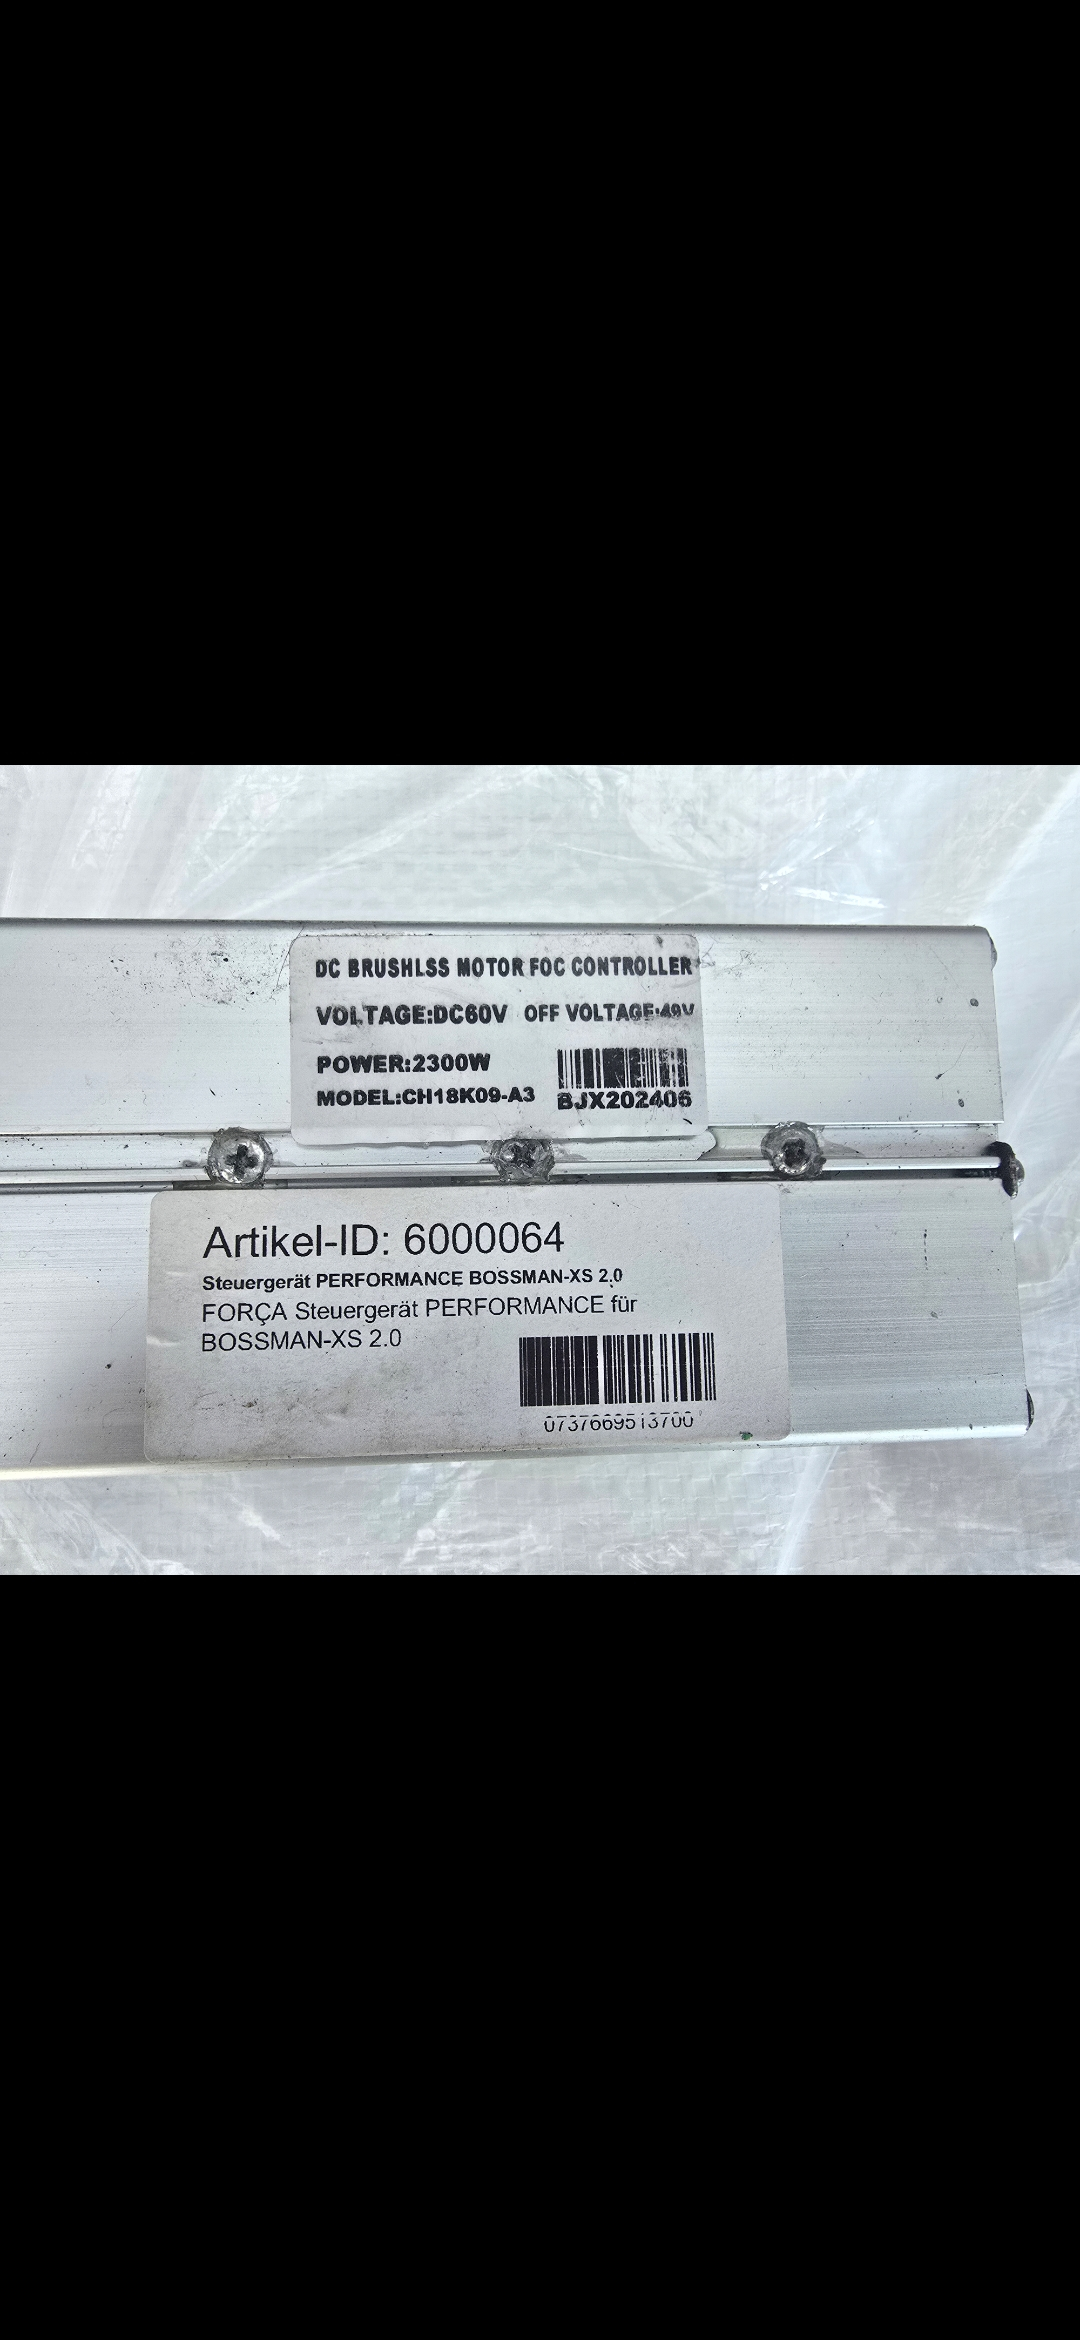 DC BRUSHLSS MOTOR FOC CONTROLLER
VOLTAGE:DC60V OFF VOLTAGE:49V
POWER:2300W
MODEL:CH18K09-A3
BJX202406
Artikel-ID: 6000064
Steuergerät PERFORMANCE BOSSMAN-XS 2.0
FORÇA Steuergerät PERFORMANCE für
BOSSMAN-XS 2.0
0737669513700